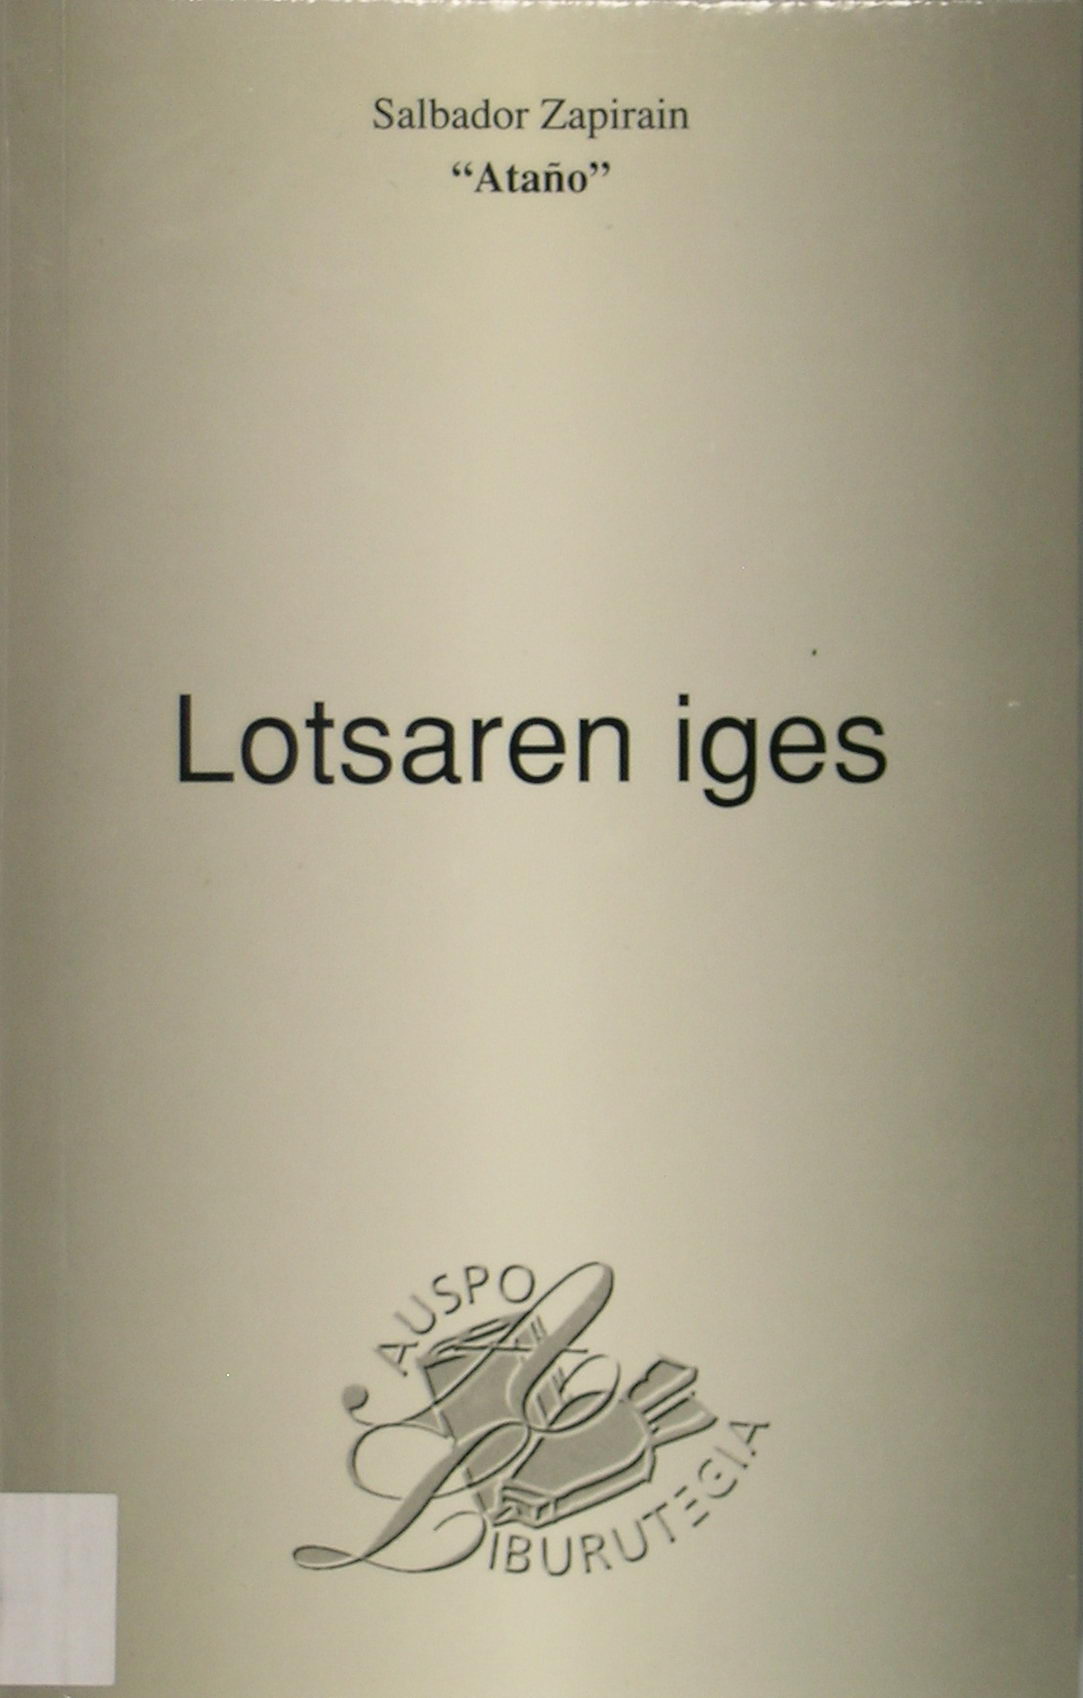 Salbador Zapirain
“Ataño”
Lotsaren iges
AUSPO
LIBURUTEGIA